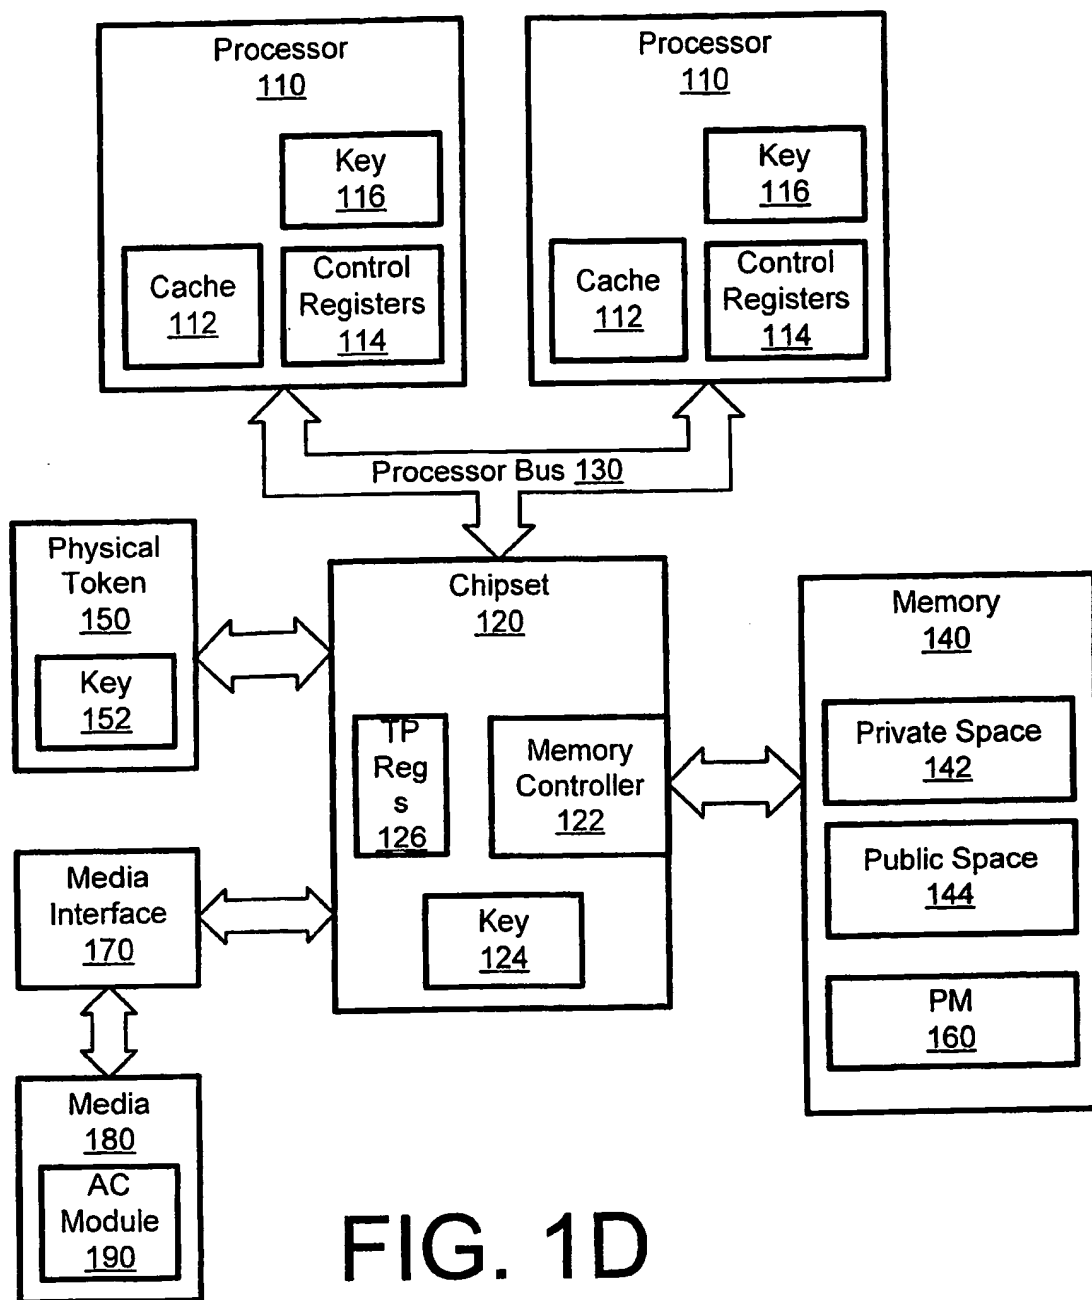 Processor
110
Key
116
Cache
112
Control
Registers
114
Processor
110
Key
116
Cache
112
Control
Registers
114
Processor Bus 130
Physical
Token
150
Key
152
Chipset
120
TP
Reg
s
126
Memory
Controller
122
Key
124
Memory
140
Private Space
142
Public Space
144
PM
160
Media
Interface
170
Media
180
AC
Module
190
FIG. 1D